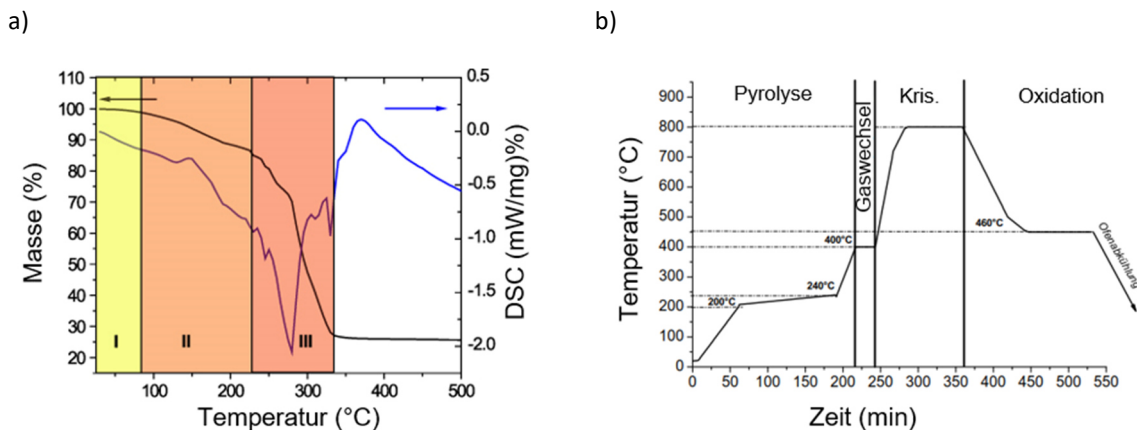 a)
110
100
90
80
70
60
50
40
30
20
Masse (%)
I
II
III
0.5
0.0
-0.5
-1.0
-1.5
-2.0
DSC (mW/mg)%)
100
200
300
400
500
Temperatur (°C)
b)
900
800
700
600
500
400
300
200
100
0
Temperatur (°C)
Pyrolyse
Gaswechsel
Kris.
Oxidation
400°C
460°C
240°C
200°C
Ofenabkühlung
0
50
100
150
200
250
300
350
400
450
500
550
Zeit (min)